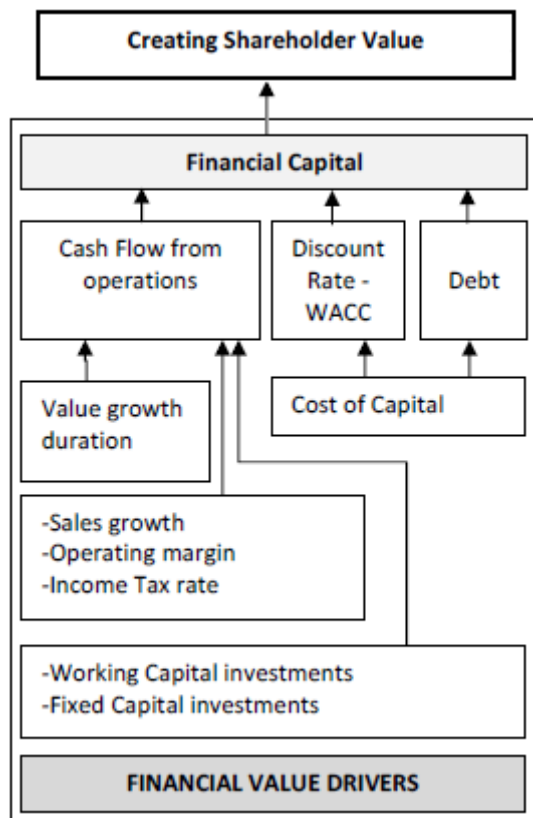 Creating Shareholder Value
Financial Capital
Cash Flow from
operations
Discount
Rate -
WACC
Debt
Value growth
duration
Cost of Capital
-Sales growth
-Operating margin
-Income Tax rate
-Working Capital investments
-Fixed Capital investments
FINANCIAL VALUE DRIVERS